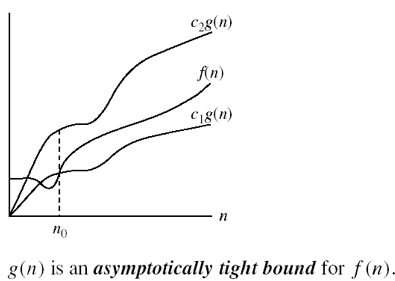 c₂g(n)
f(n)
c₁g(n)
n
n₀
g(n) is an asymptotically tight bound for f(n).